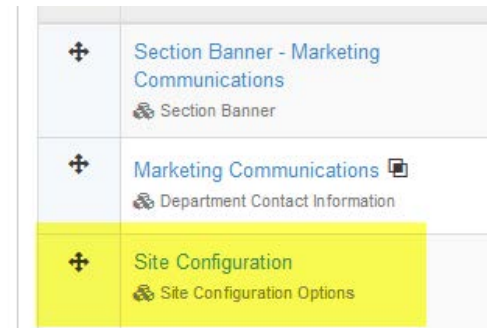 Section Banner - Marketing
Communications
Section Banner
Marketing Communications
Department Contact Information
Site Configuration
Site Configuration Options